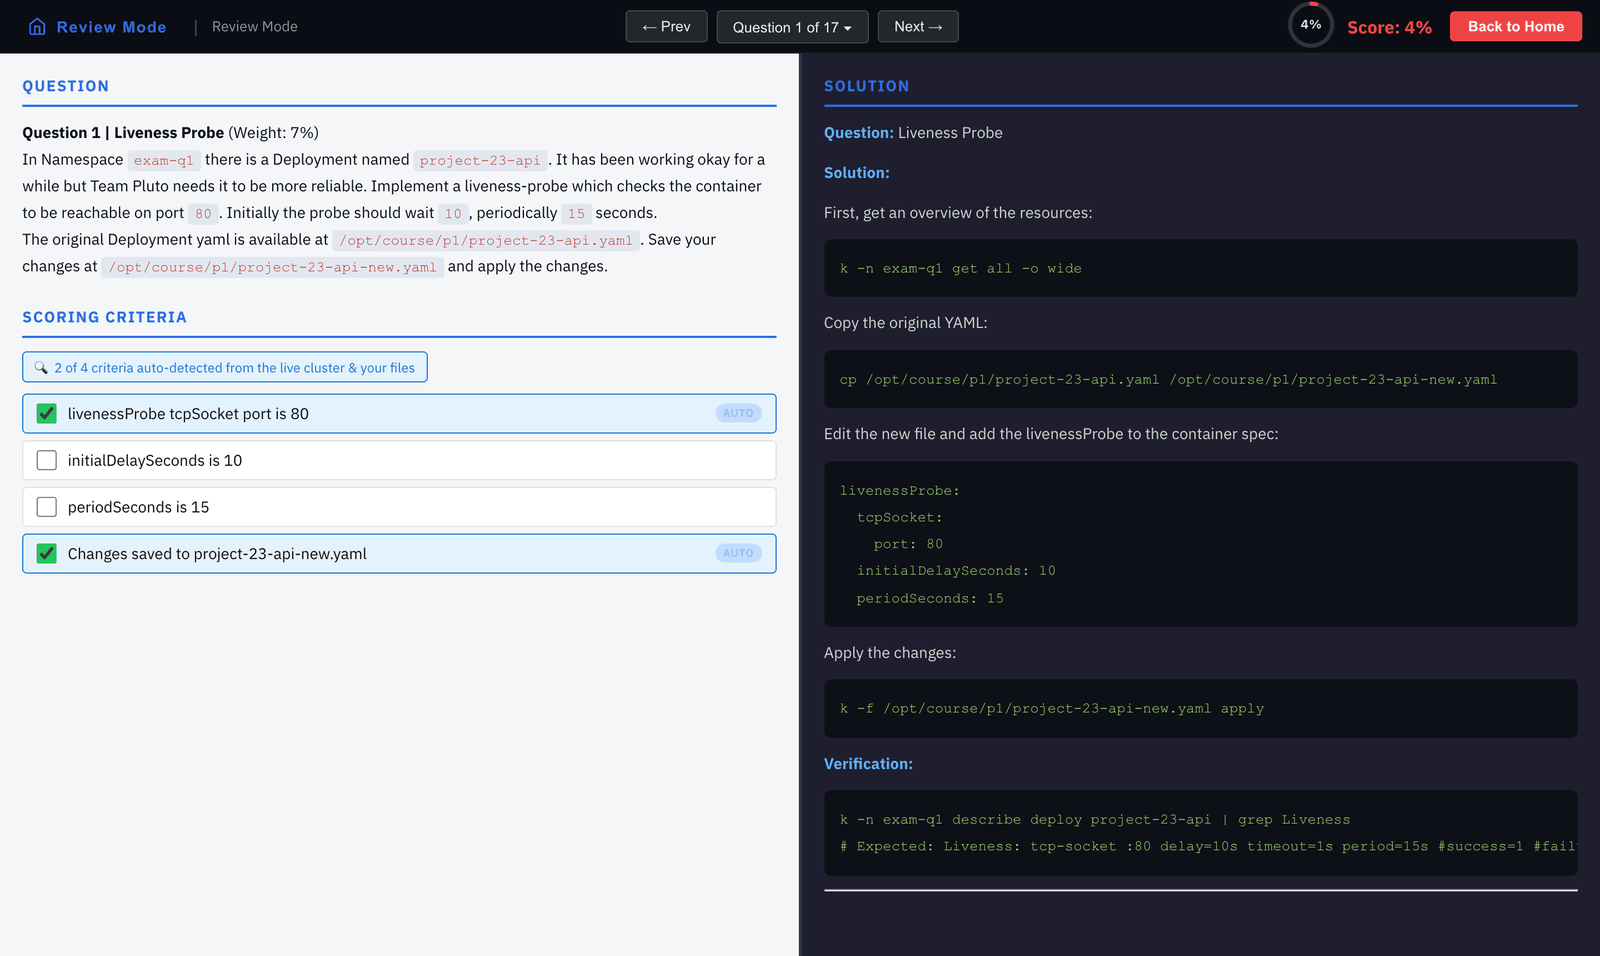 Review Mode | Review Mode
← Prev
Question 1 of 17
Next →
4%
Score: 4%
Back to Home
QUESTION
Question 1 | Liveness Probe (Weight: 7%)
In Namespace exam-q1 there is a Deployment named project-23-api . It has been working okay for a
while but Team Pluto needs it to be more reliable. Implement a liveness-probe which checks the container
to be reachable on port 80 . Initially the probe should wait 10 , periodically 15 seconds.
The original Deployment yaml is available at /opt/course/p1/project-23-api.yaml . Save your
changes at /opt/course/p1/project-23-api-new.yaml and apply the changes.
SCORING CRITERIA
2 of 4 criteria auto-detected from the live cluster & your files
livenessProbe tcpSocket port is 80 AUTO
initialDelaySeconds is 10
periodSeconds is 15
Changes saved to project-23-api-new.yaml AUTO
SOLUTION
Question: Liveness Probe
Solution:
First, get an overview of the resources:
k -n exam-q1 get all -o wide
Copy the original YAML:
cp /opt/course/p1/project-23-api.yaml /opt/course/p1/project-23-api-new.yaml
Edit the new file and add the livenessProbe to the container spec:
livenessProbe:
  tcpSocket:
    port: 80
  initialDelaySeconds: 10
  periodSeconds: 15
Apply the changes:
k -f /opt/course/p1/project-23-api-new.yaml apply
Verification:
k -n exam-q1 describe deploy project-23-api | grep Liveness
# Expected: Liveness: tcp-socket :80 delay=10s timeout=1s period=15s #success=1 #fail